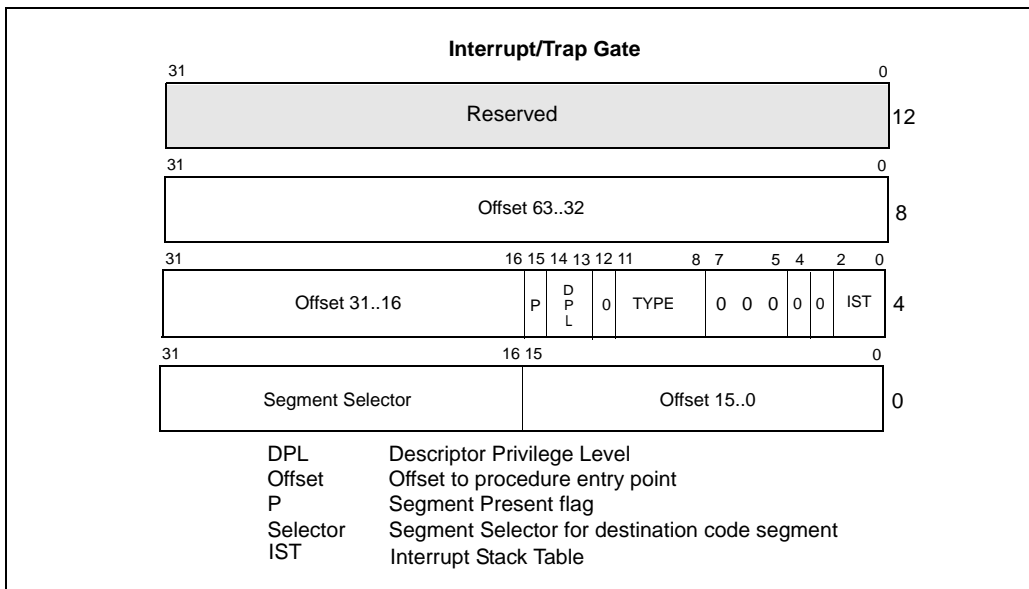 Interrupt/Trap Gate
31 0
Reserved 12
31 0
Offset 63..32 8
31 16 15 14 13 12 11 8 7 5 4 2 0
Offset 31..16 P DPL 0 TYPE 0 0 0 0 0 IST 4
31 16 15 0
Segment Selector Offset 15..0 0
DPL Descriptor Privilege Level
Offset Offset to procedure entry point
P Segment Present flag
Selector Segment Selector for destination code segment
IST Interrupt Stack Table